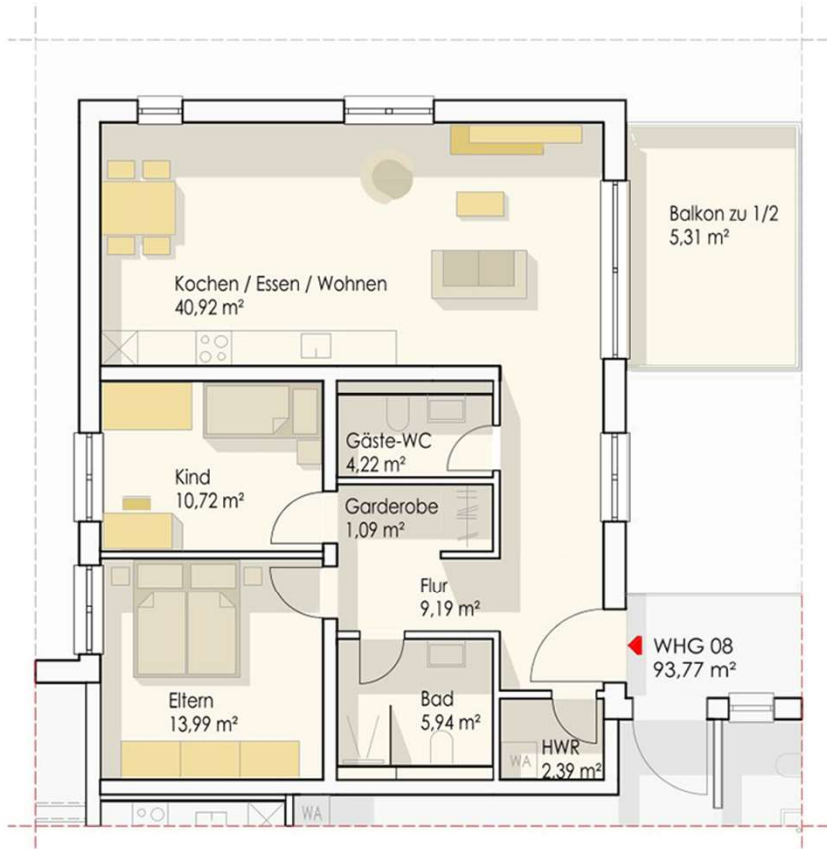 Balkon zu 1/2
5,31 m²
Kochen / Essen / Wohnen
40,92 m²
Gäste-WC
4,22 m²
Kind
10,72 m²
Garderobe
1,09 m²
Flur
9,19 m²
WHG 08
93,77 m²
Eltern
13,99 m²
Bad
5,94 m²
HWR
2,39 m²
WA
WA